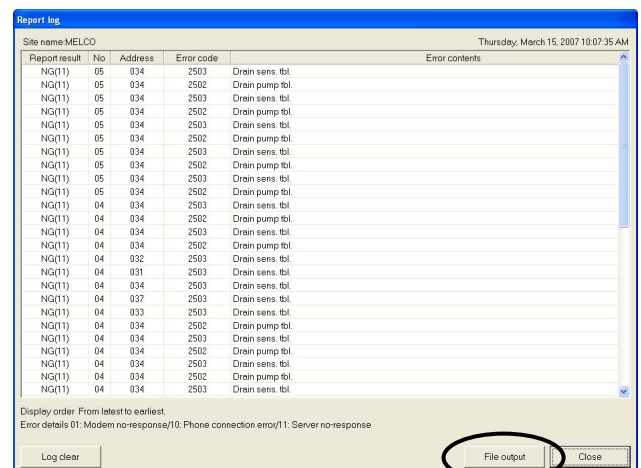 Report log
Site name:MELCO Thursday, March 15, 2007 10:07:35 AM
Report result No Address Error code Error contents
NG(11) 05 034 2503 Drain sens. tbl.
NG(11) 05 034 2502 Drain pump tbl.
NG(11) 05 034 2503 Drain sens. tbl.
NG(11) 05 034 2502 Drain pump tbl.
NG(11) 05 034 2503 Drain sens. tbl.
NG(11) 05 034 2502 Drain pump tbl.
NG(11) 05 034 2503 Drain sens. tbl.
NG(11) 05 034 2502 Drain pump tbl.
NG(11) 05 034 2503 Drain sens. tbl.
NG(11) 05 034 2502 Drain pump tbl.
NG(11) 04 034 2503 Drain sens. tbl.
NG(11) 04 034 2502 Drain pump tbl.
NG(11) 04 034 2503 Drain sens. tbl.
NG(11) 04 034 2502 Drain pump tbl.
NG(11) 04 032 2503 Drain sens. tbl.
NG(11) 04 031 2503 Drain sens. tbl.
NG(11) 04 034 2503 Drain sens. tbl.
NG(11) 04 037 2503 Drain sens. tbl.
NG(11) 04 033 2503 Drain sens. tbl.
NG(11) 04 034 2502 Drain pump tbl.
NG(11) 04 034 2503 Drain sens. tbl.
NG(11) 04 034 2502 Drain pump tbl.
NG(11) 04 034 2503 Drain sens. tbl.
NG(11) 04 034 2502 Drain pump tbl.
NG(11) 04 034 2503 Drain sens. tbl.
Display order From latest to earliest.
Error details 01: Modem no-response/10: Phone connection error/11: Server no-response
Log clear File output Close